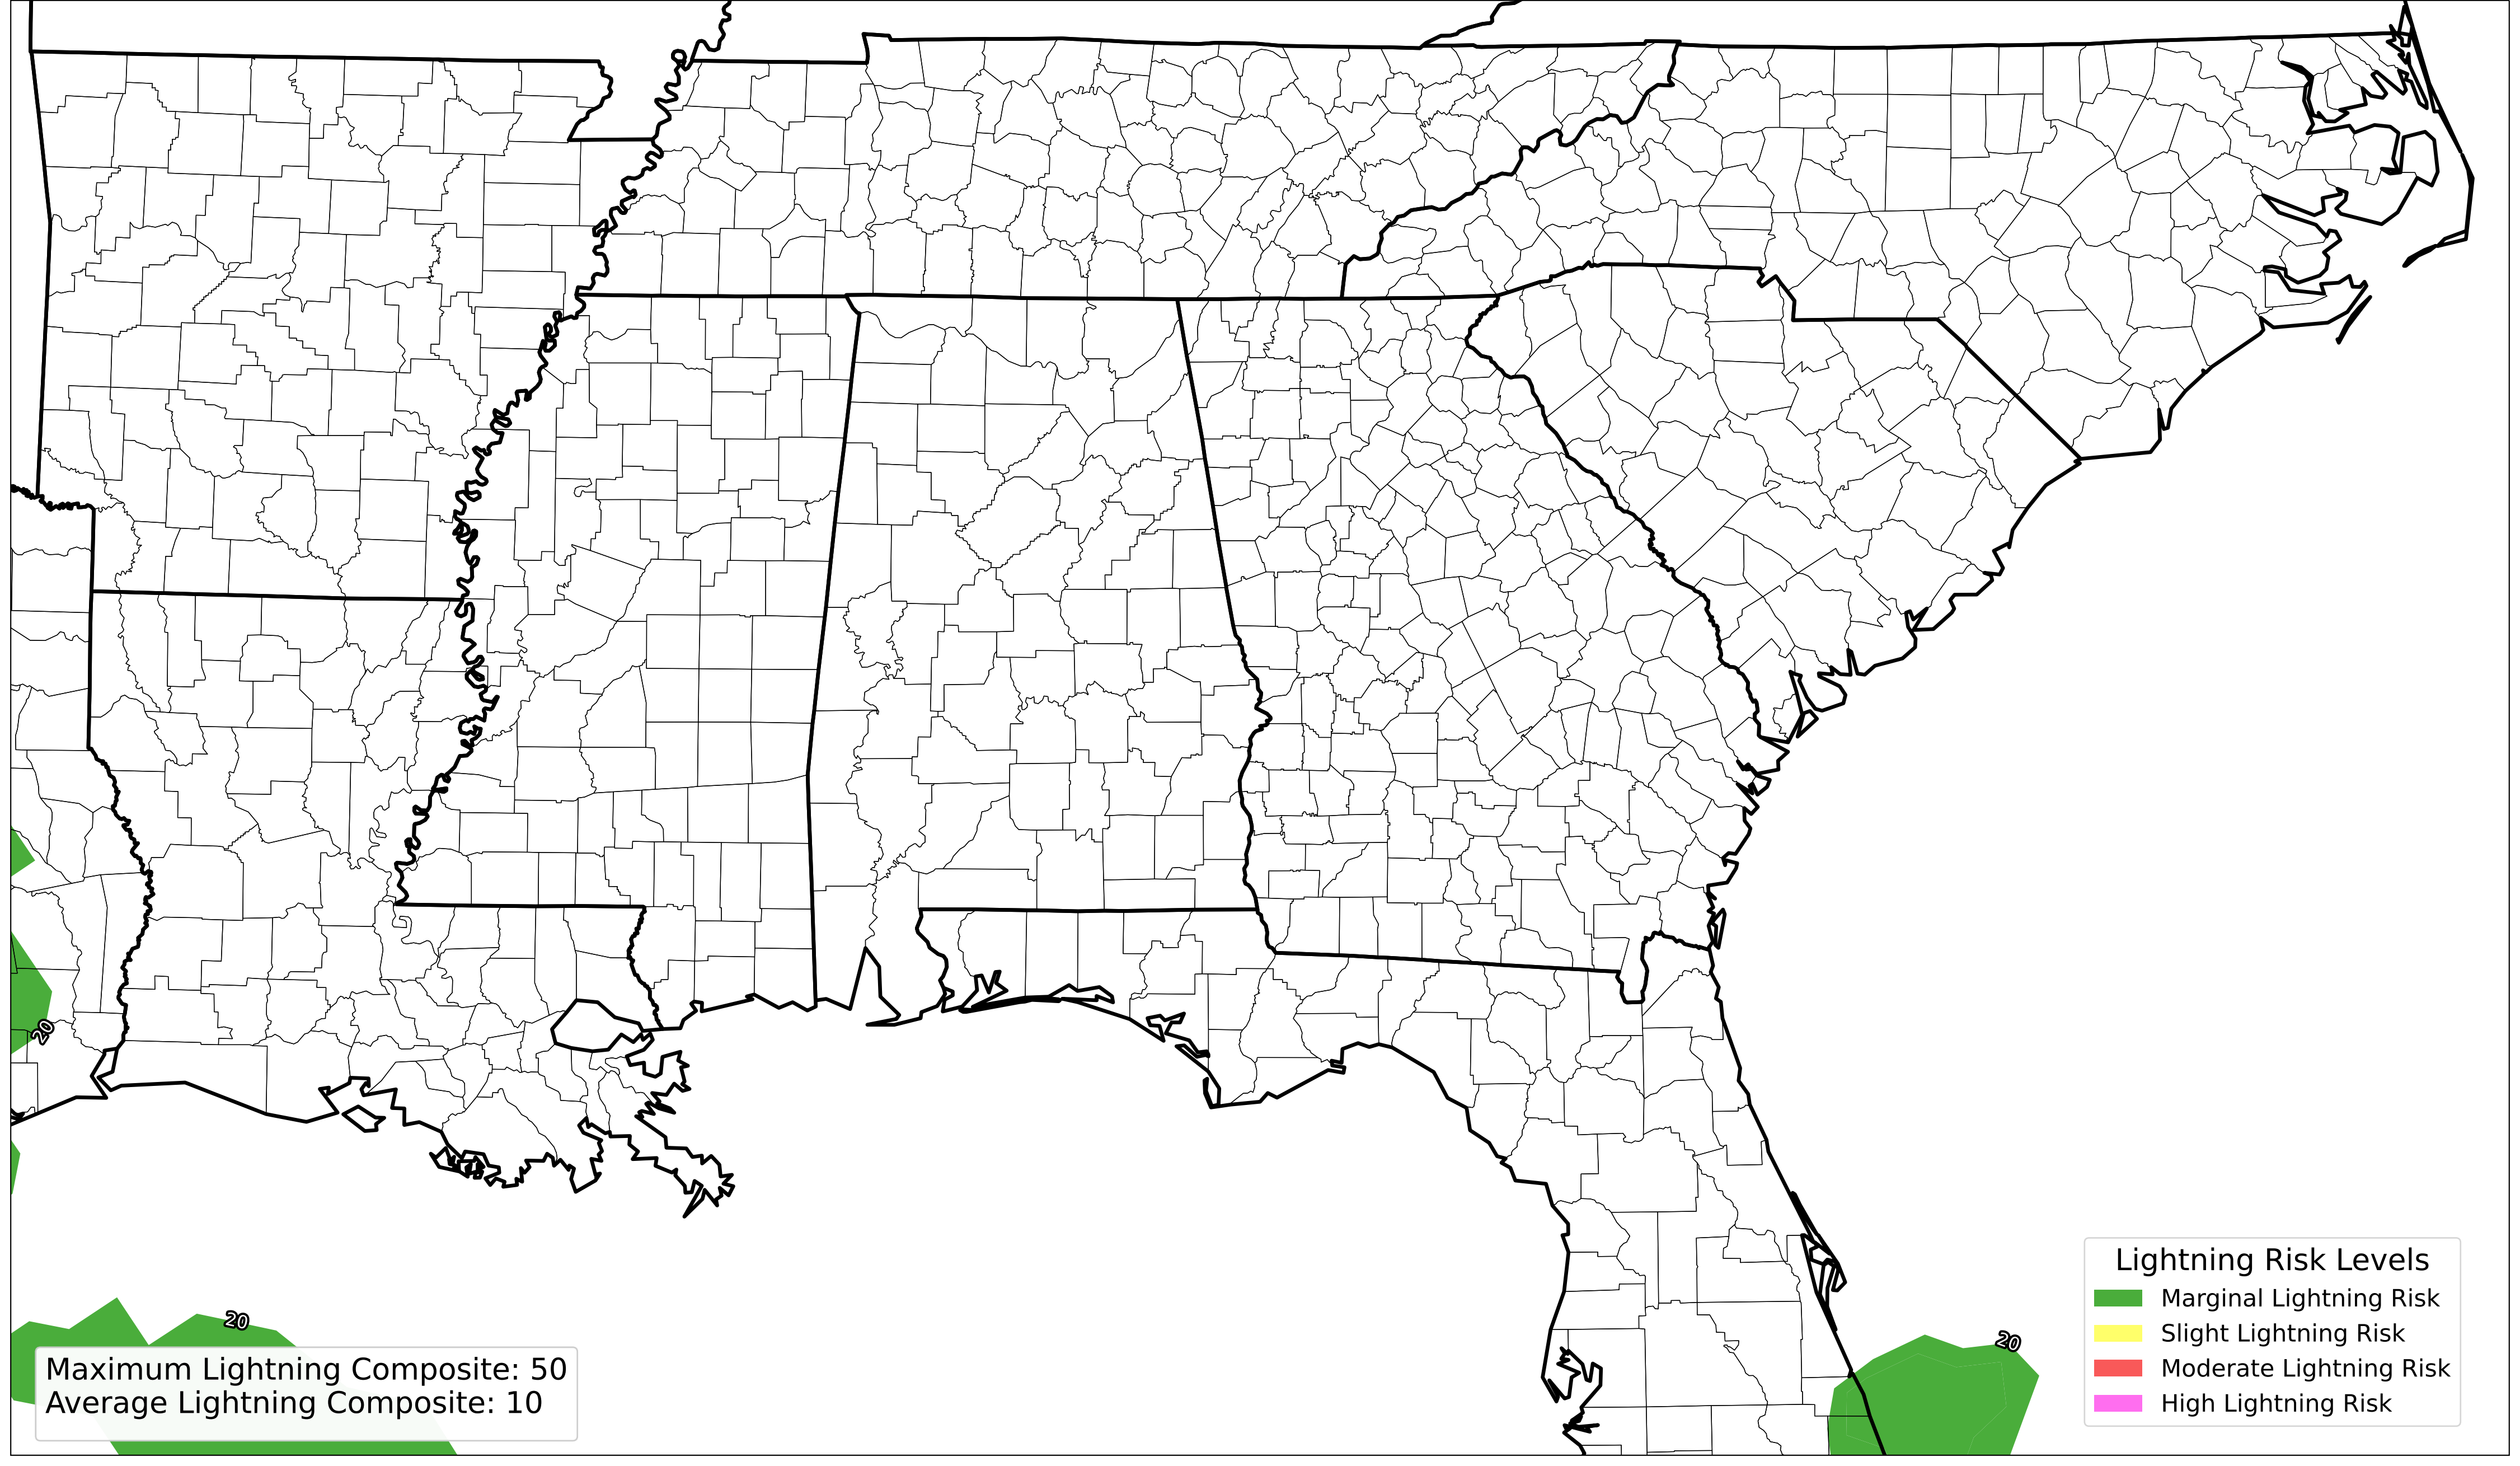 20
20
20
Maximum Lightning Composite: 50
Average Lightning Composite: 10
Lightning Risk Levels
Marginal Lightning Risk
Slight Lightning Risk
Moderate Lightning Risk
High Lightning Risk